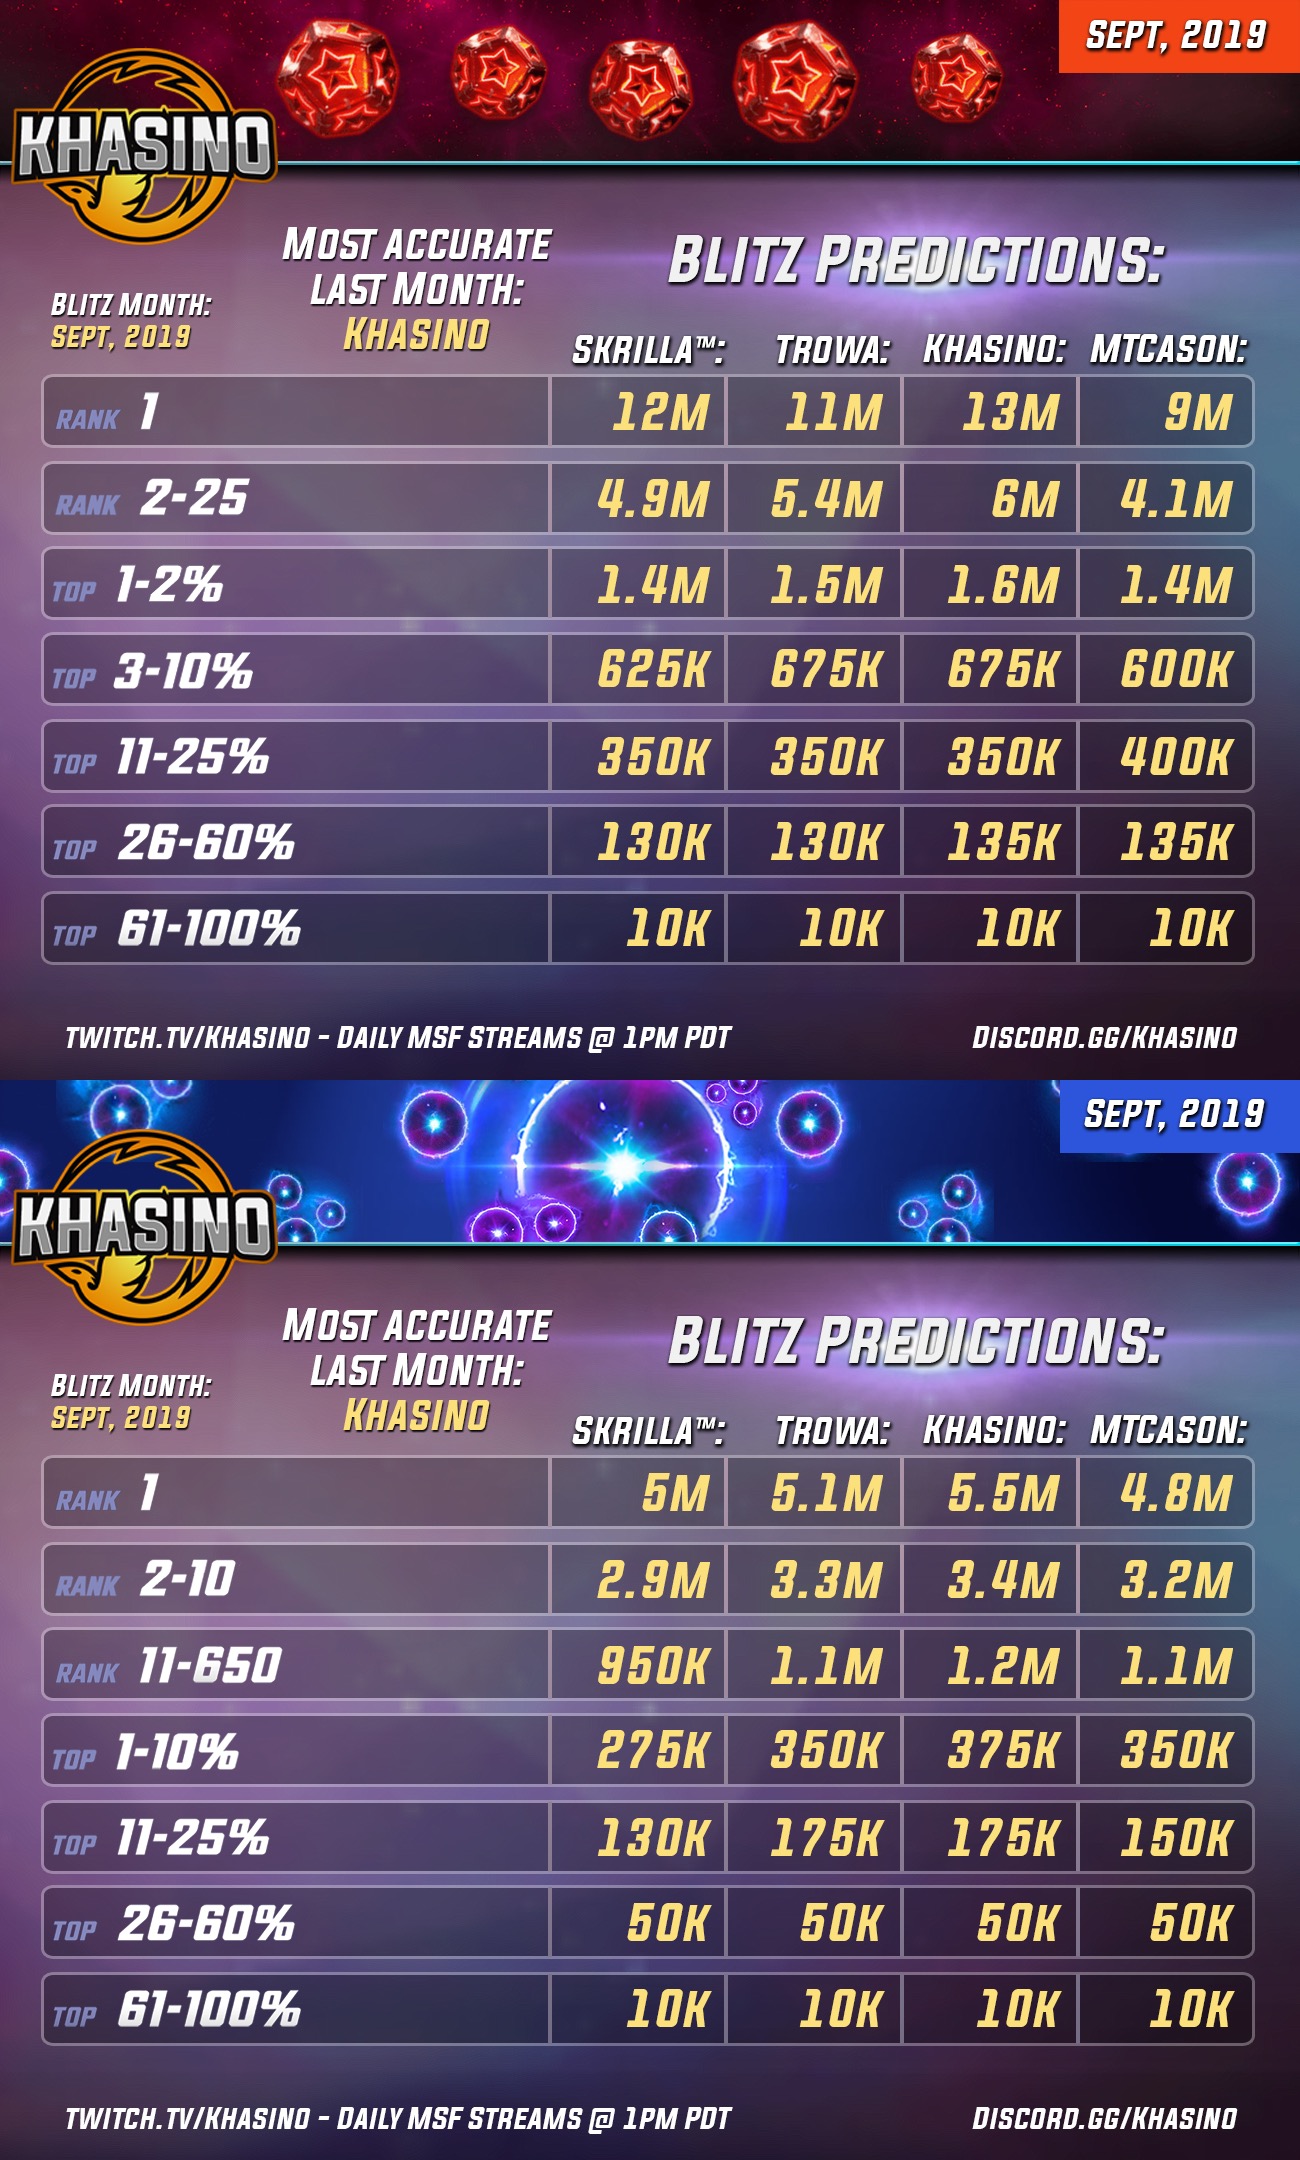 SEPT, 2019
KHASINO
MOST ACCURATE
LAST MONTH:
KHASINO
BLITZ PREDICTIONS:
BLITZ MONTH:
SEPT, 2019
SKRILLA™: TROWA: KHASINO: MTCASON:
RANK 1 12M 11M 13M 9M
RANK 2-25 4.9M 5.4M 6M 4.1M
TOP 1-2% 1.4M 1.5M 1.6M 1.4M
TOP 3-10% 625K 675K 675K 600K
TOP 11-25% 350K 350K 350K 400K
TOP 26-60% 130K 130K 135K 135K
TOP 61-100% 10K 10K 10K 10K
TWITCH.TV/KHASINO - DAILY MSF STREAMS @ 1PM PDT DISCORD.GG/KHASINO
SEPT, 2019
KHASINO
MOST ACCURATE
LAST MONTH:
KHASINO
BLITZ PREDICTIONS:
BLITZ MONTH:
SEPT, 2019
SKRILLA™: TROWA: KHASINO: MTCASON:
RANK 1 5M 5.1M 5.5M 4.8M
RANK 2-10 2.9M 3.3M 3.4M 3.2M
RANK 11-650 950K 1.1M 1.2M 1.1M
TOP 1-10% 275K 350K 375K 350K
TOP 11-25% 130K 175K 175K 150K
TOP 26-60% 50K 50K 50K 50K
TOP 61-100% 10K 10K 10K 10K
TWITCH.TV/KHASINO - DAILY MSF STREAMS @ 1PM PDT DISCORD.GG/KHASINO